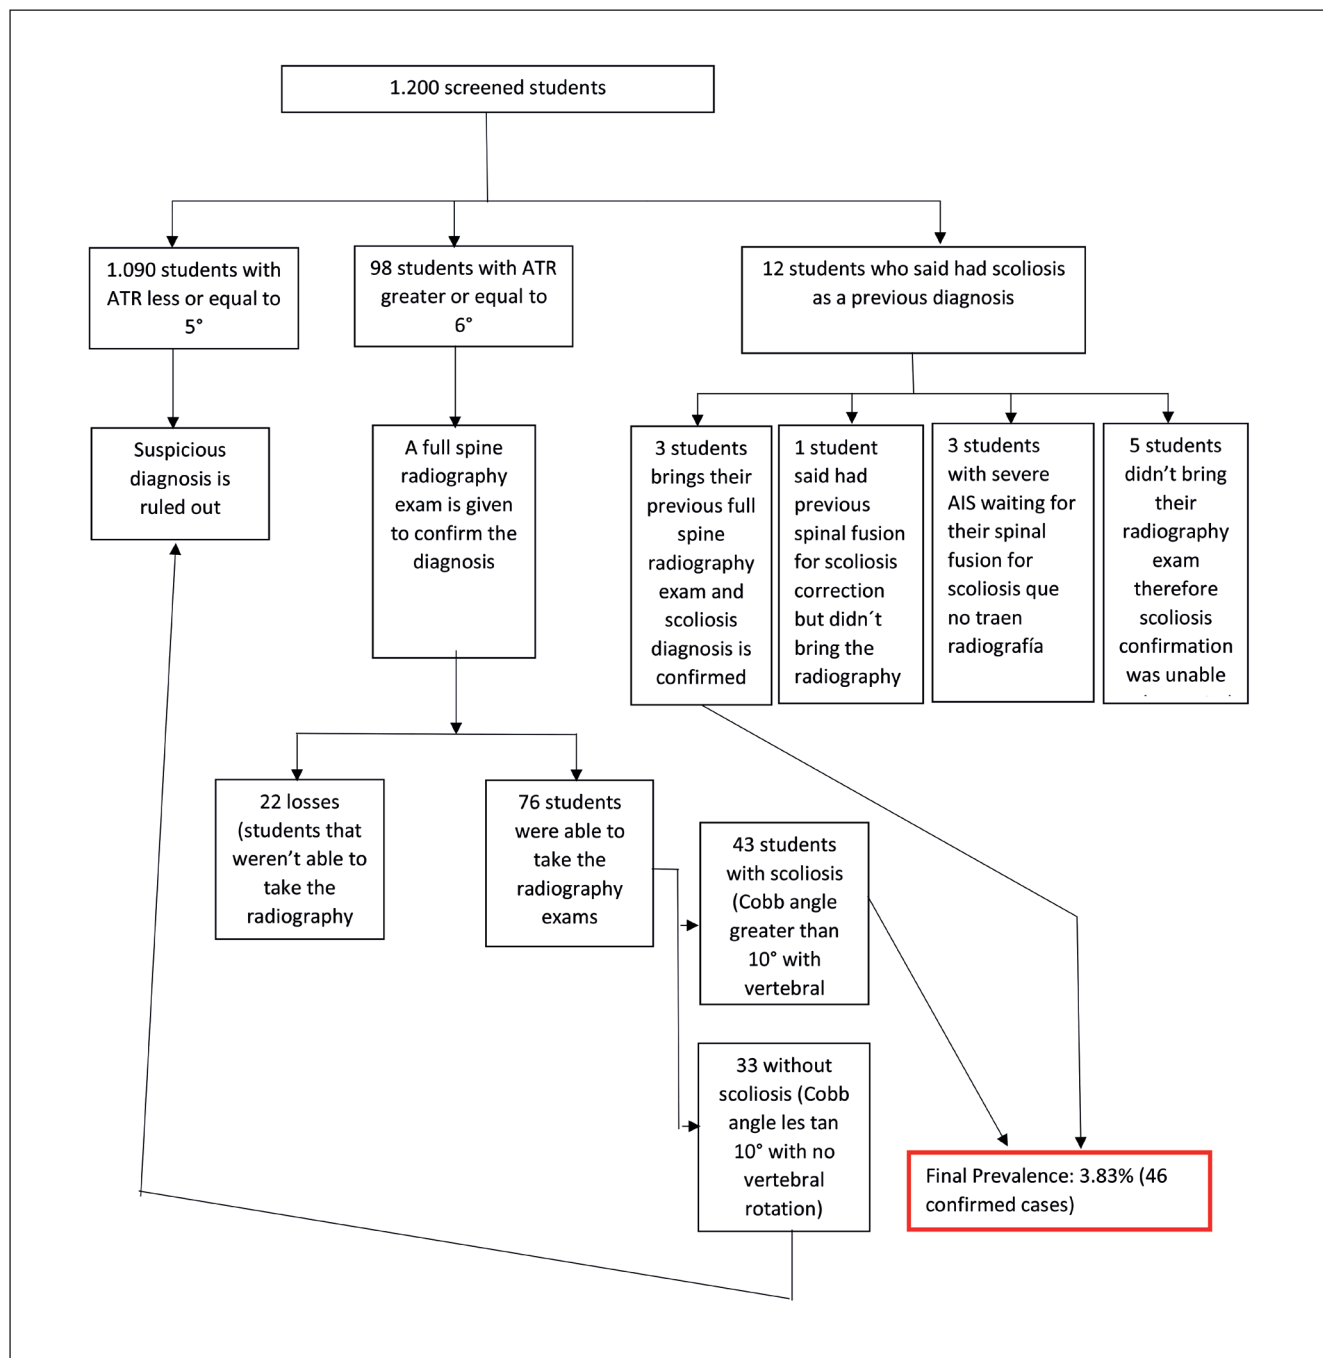 1.200 screened students
1.090 students with
ATR less or equal to
5°
98 students with ATR
greater or equal to
6°
12 students who said had scoliosis
as a previous diagnosis
Suspicious
diagnosis is
ruled out
A full spine
radiography
exam is given
to confirm the
diagnosis
3 students
brings their
previous full
spine
radiography
exam and
scoliosis
diagnosis is
confirmed
1 student
said had
previous
spinal fusion
for scoliosis
correction
but didn´t
bring the
radiography
3 students
with severe
AIS waiting for
their spinal
fusion for
scoliosis que
no traen
radiografía
5 students
didn’t bring
their
radiography
exam
therefore
scoliosis
confirmation
was unable
22 losses
(students that
weren’t able to
take the
radiography
76 students
were able to
take the
radiography
exams
43 students
with scoliosis
(Cobb angle
greater than
10° with
vertebral
33 without
scoliosis (Cobb
angle les tan
10° with no
vertebral
rotation)
Final Prevalence: 3.83% (46
confirmed cases)